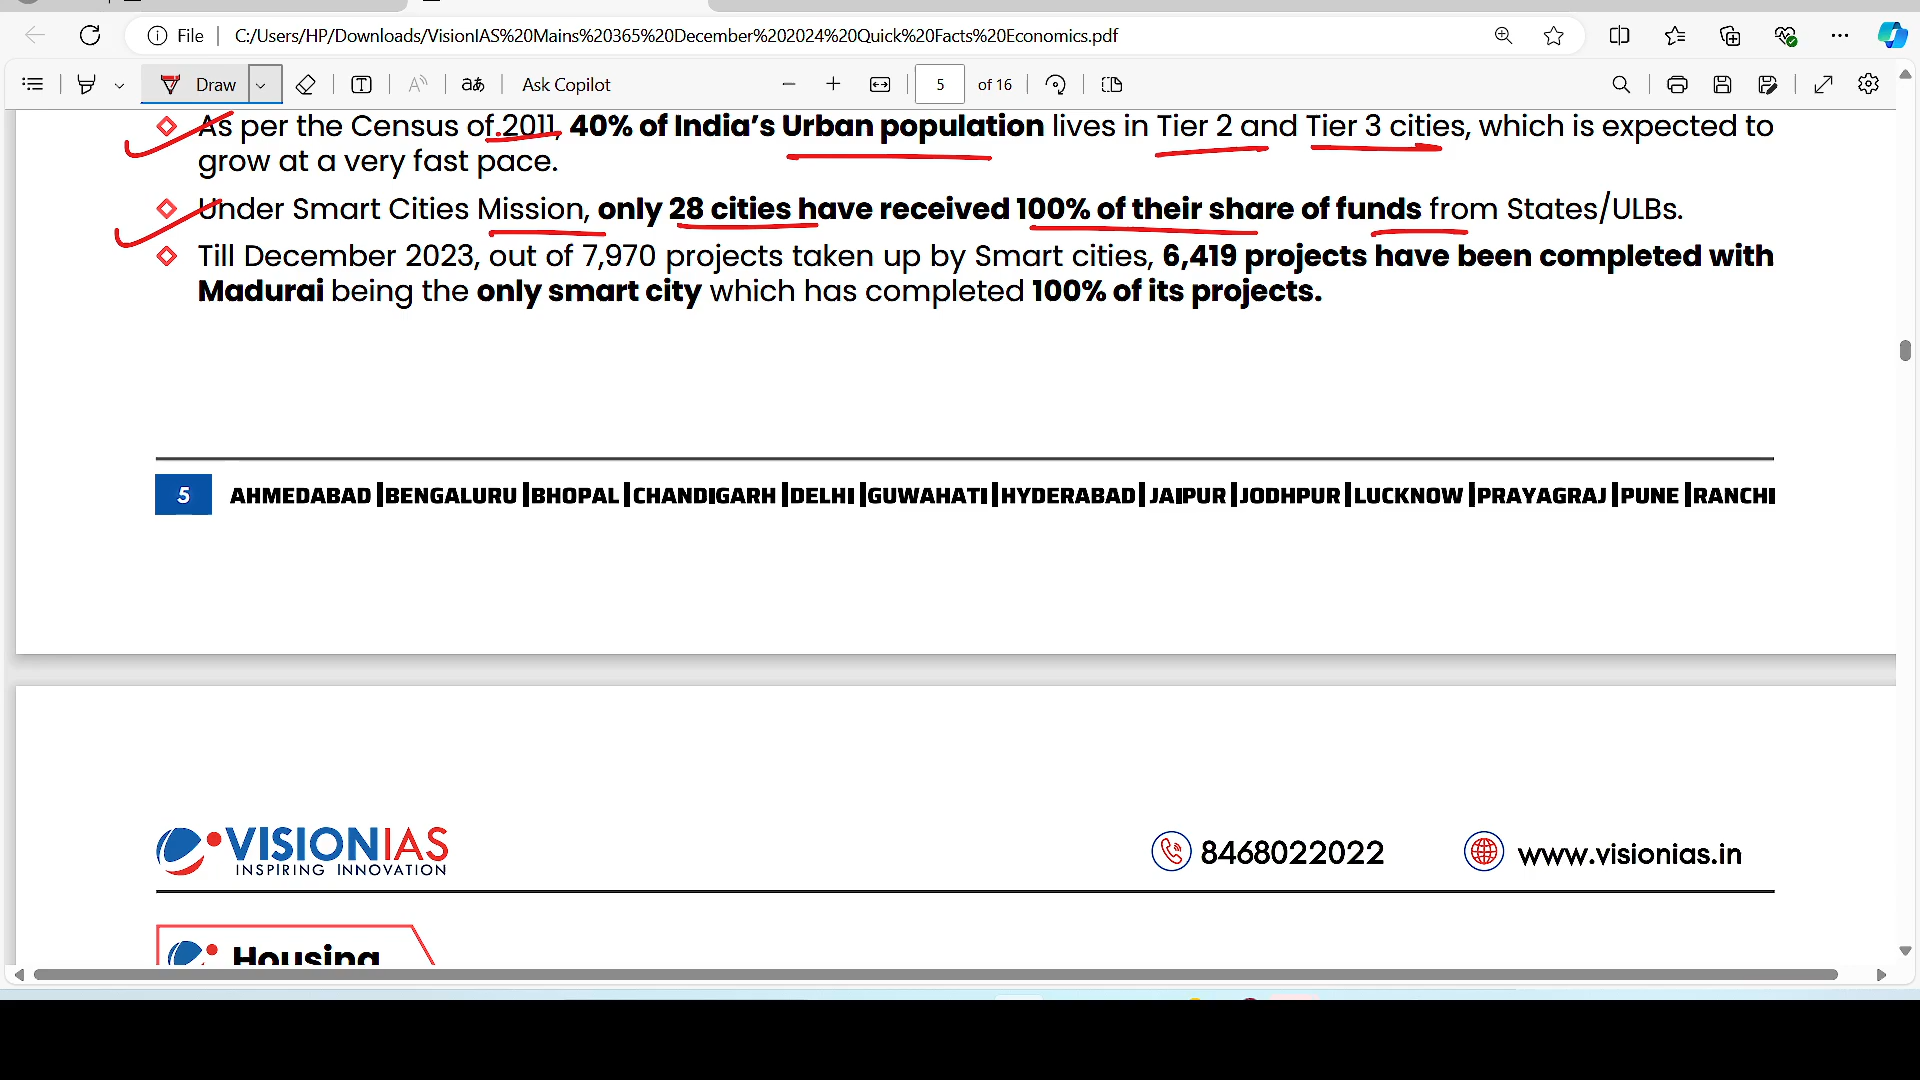 File
C:/Users/HP/Downloads/VisionIAS%20Mains%20365%20December%202024%20Quick%20Facts%20Economics.pdf
Draw
T
A
aあ
Ask Copilot
5 of 16
As per the Census of 2011, 40% of India's Urban population lives in Tier 2 and Tier 3 cities, which is expected to
grow at a very fast pace.
Under Smart Cities Mission, only 28 cities have received 100% of their share of funds from States/ULBs.
Till December 2023, out of 7,970 projects taken up by Smart cities, 6,419 projects have been completed with
Madurai being the only smart city which has completed 100% of its projects.
5 AHMEDABAD | BENGALURU | BHOPAL | CHANDIGARH | DELHI | GUWAHATI | HYDERABAD | JAIPUR | JODHPUR | LUCKNOW | PRAYAGRAJ | PUNE | RANCHI
VISIONIAS
INSPIRING INNOVATION
8468022022
www.visionias.in
Housing